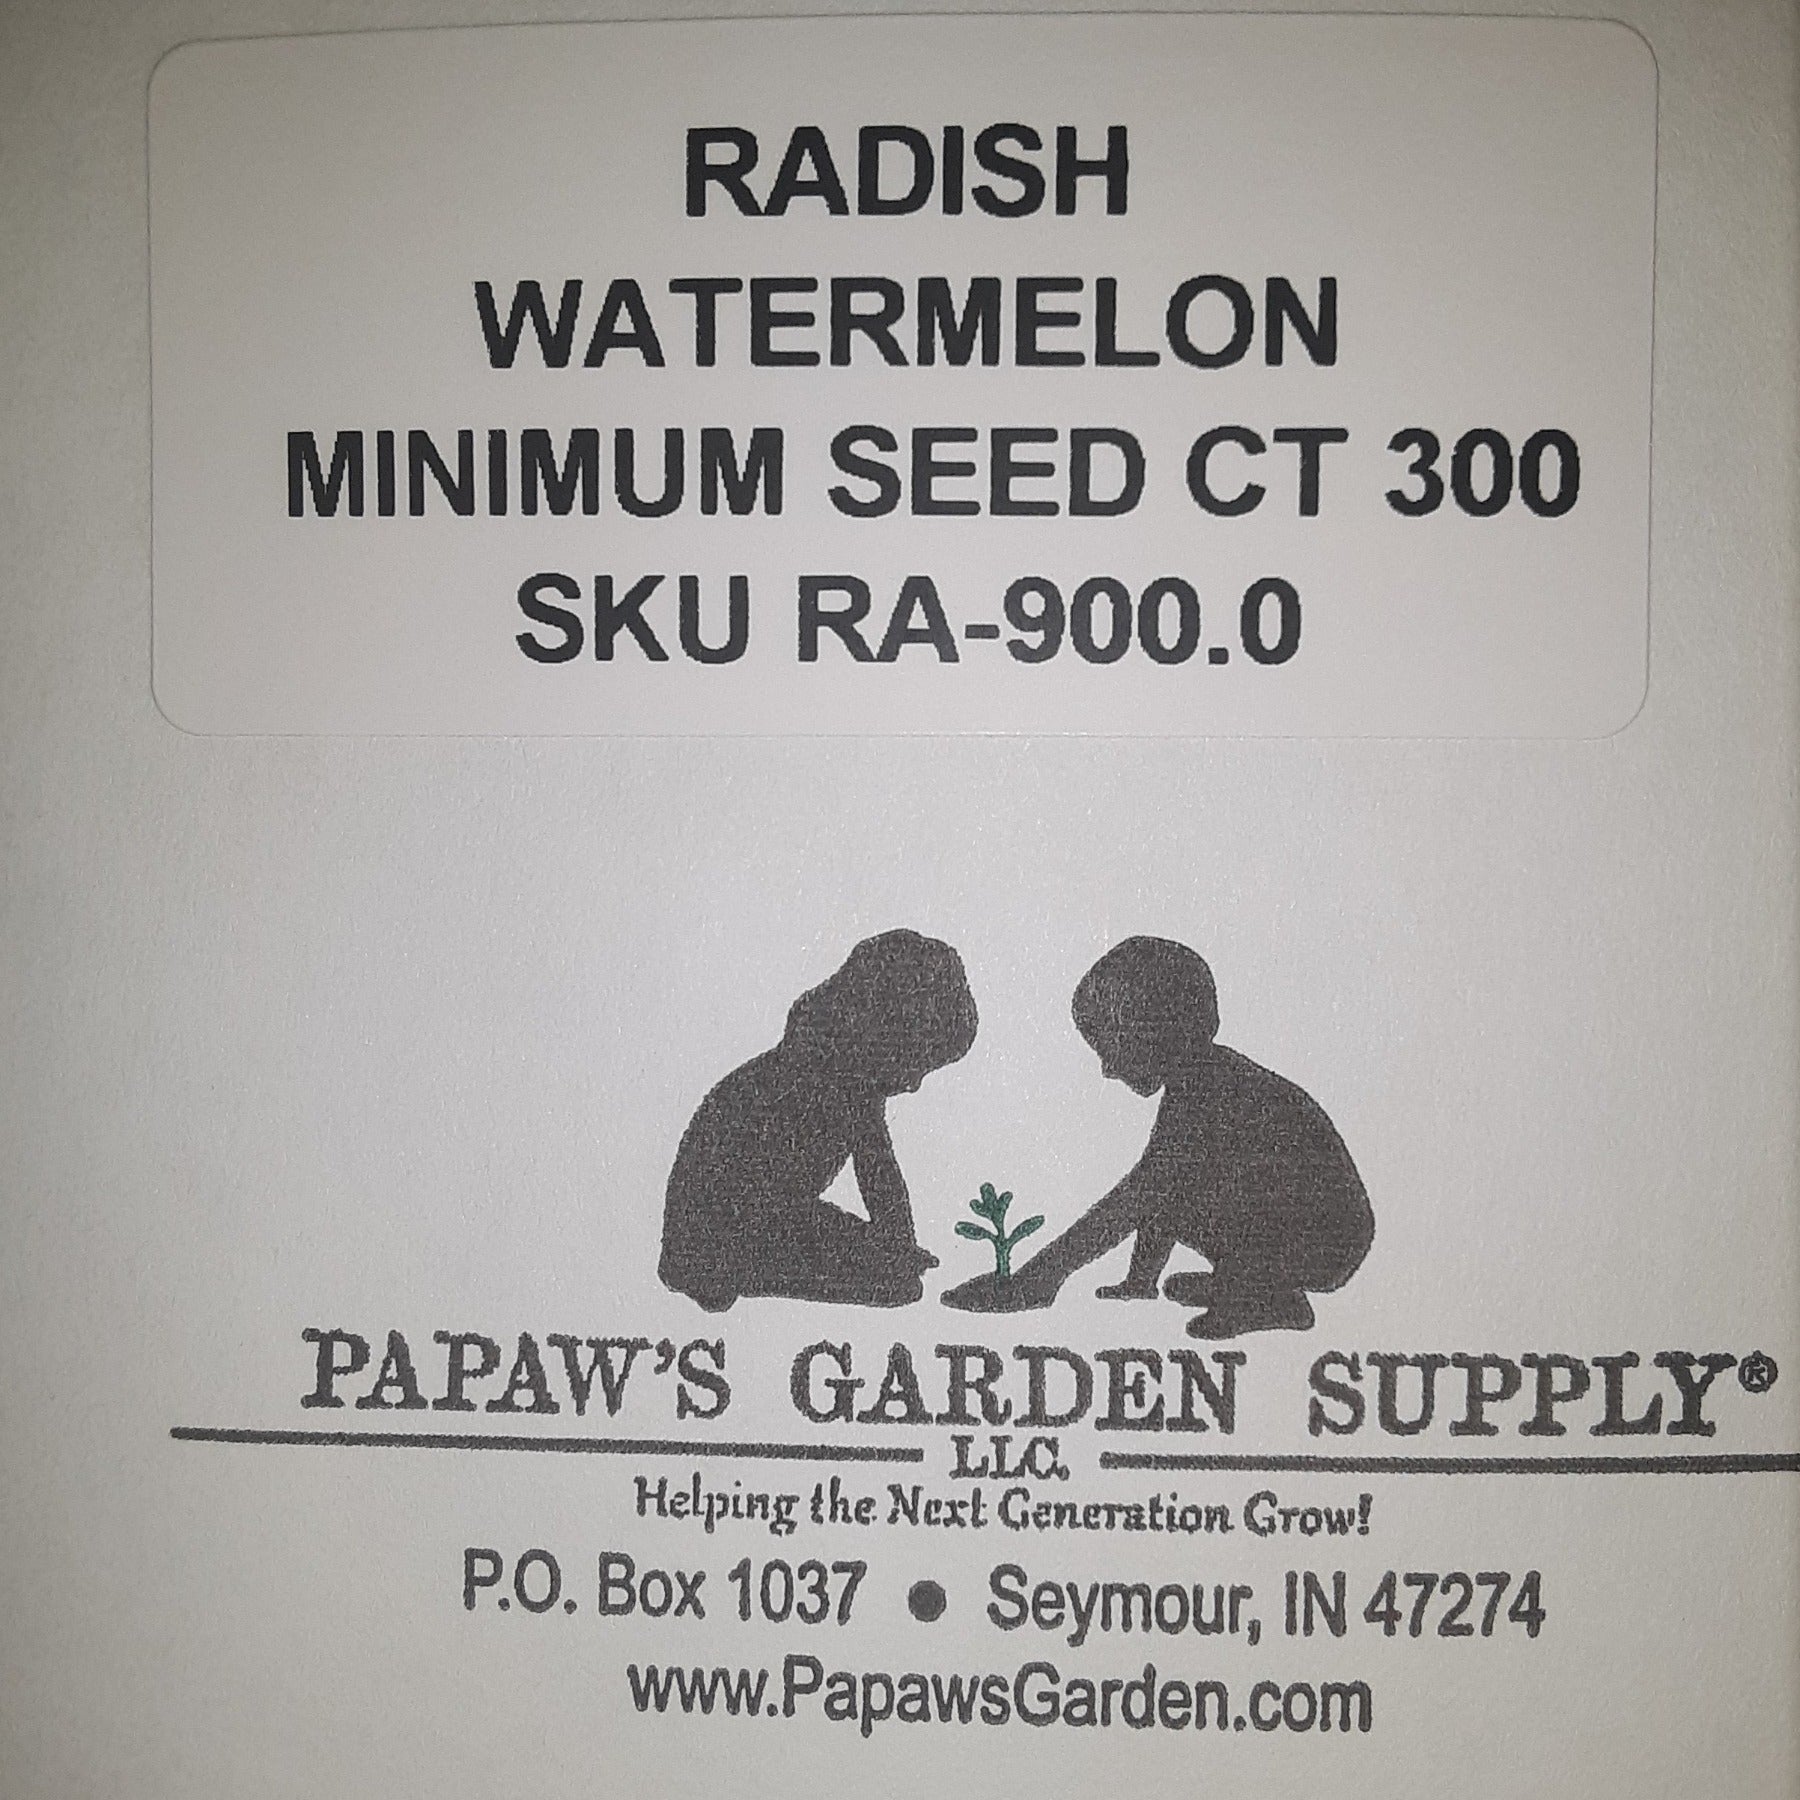 RADISH
WATERMELON
MINIMUM SEED CT 300
SKU RA-900.0
PAPAW'S GARDEN SUPPLY®
LLC.
Helping the Next Generation Grow!
P.O. Box 1037 • Seymour, IN 47274
www.PapawsGarden.com